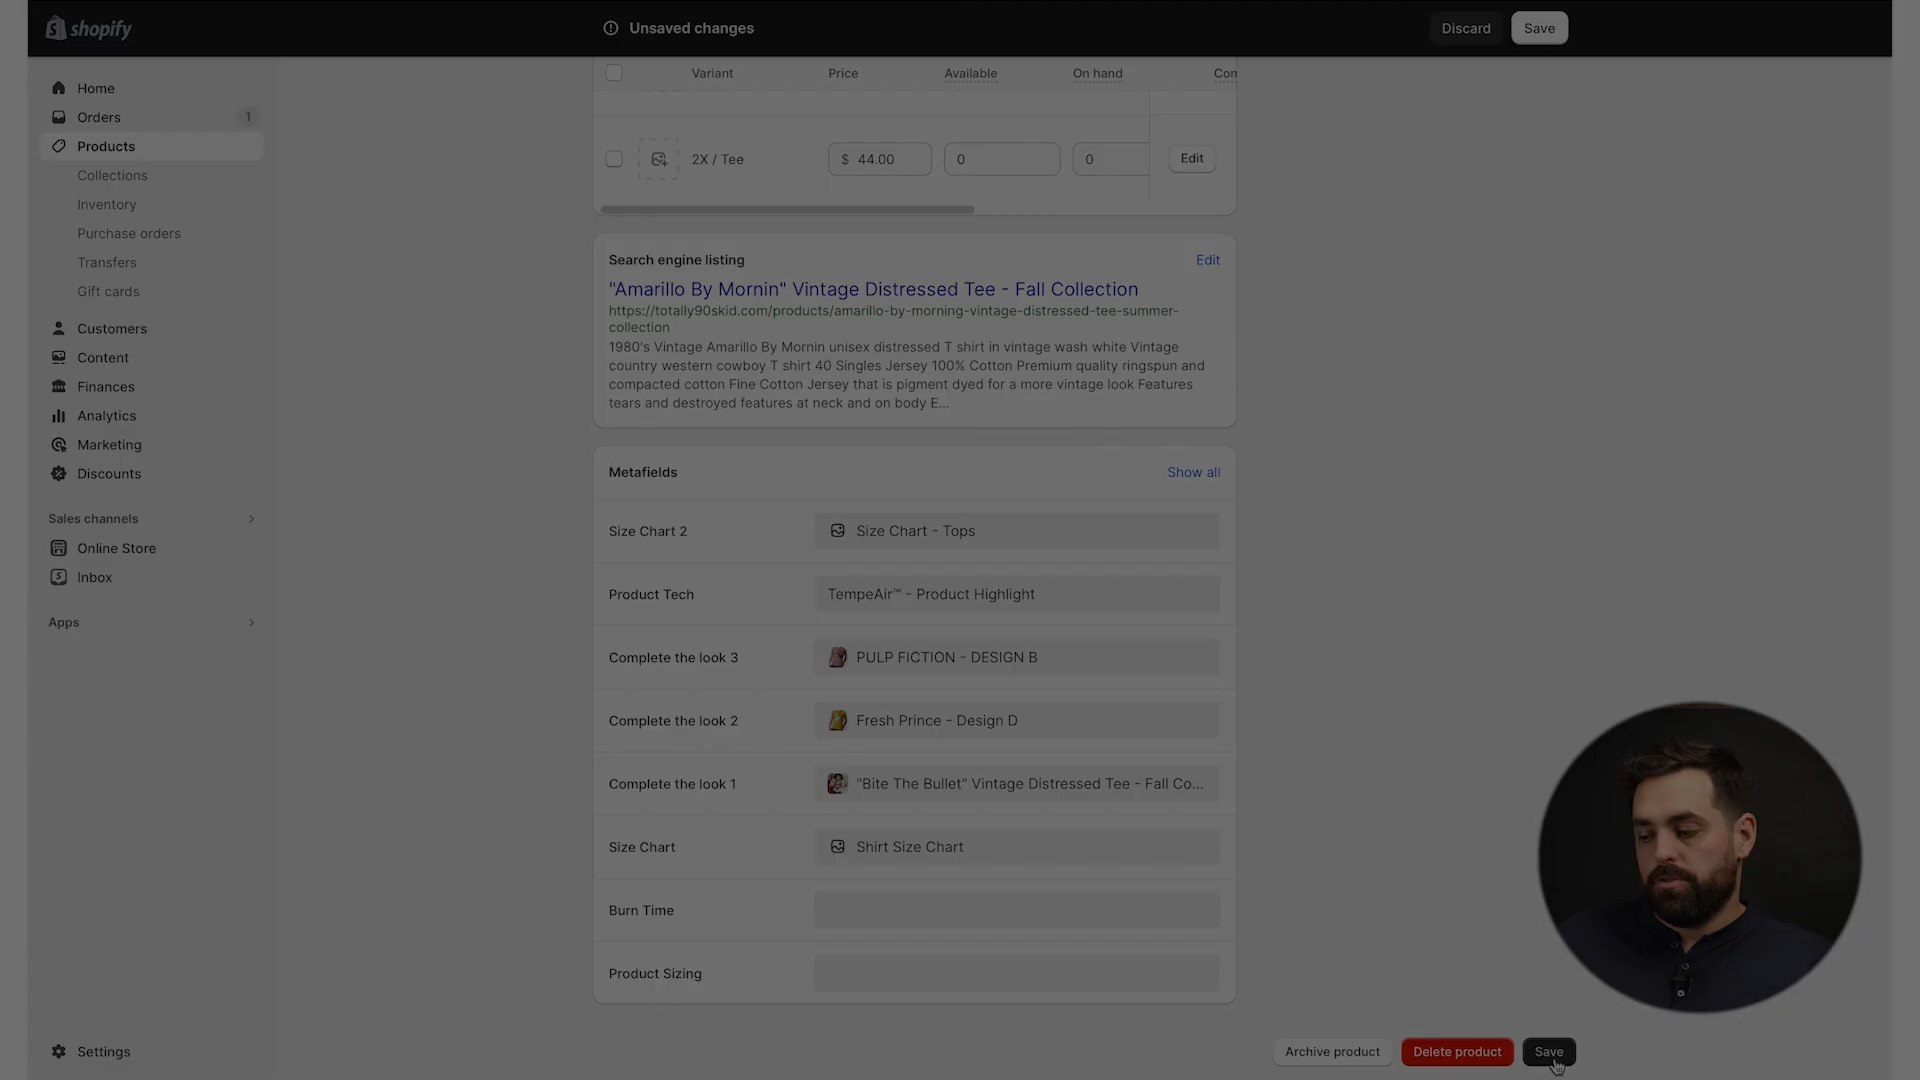 shopify
Unsaved changes
Discard
Save
Home
Orders
1
Products
Collections
Inventory
Purchase orders
Transfers
Gift cards
Customers
Content
Finances
Analytics
Marketing
Discounts
Sales channels
Online Store
Inbox
Apps
Settings
Variant
Price
Available
On hand
Com
2X / Tee
$ 44.00
0
0
Edit
Search engine listing
Edit
"Amarillo By Mornin" Vintage Distressed Tee - Fall Collection
https://totally90skid.com/products/amarillo-by-morning-vintage-distressed-tee-summer-
collection
1980's Vintage Amarillo By Mornin unisex distressed T shirt in vintage wash white Vintage
country western cowboy T shirt 40 Singles Jersey 100% Cotton Premium quality ringspun and
compacted cotton Fine Cotton Jersey that is pigment dyed for a more vintage look Features
tears and destroyed features at neck and on body E...
Metafields
Show all
Size Chart 2
Size Chart - Tops
Product Tech
TempeAir™ - Product Highlight
Complete the look 3
PULP FICTION - DESIGN B
Complete the look 2
Fresh Prince - Design D
Complete the look 1
"Bite The Bullet" Vintage Distressed Tee - Fall Co...
Size Chart
Shirt Size Chart
Burn Time
Product Sizing
Archive product
Delete product
Save